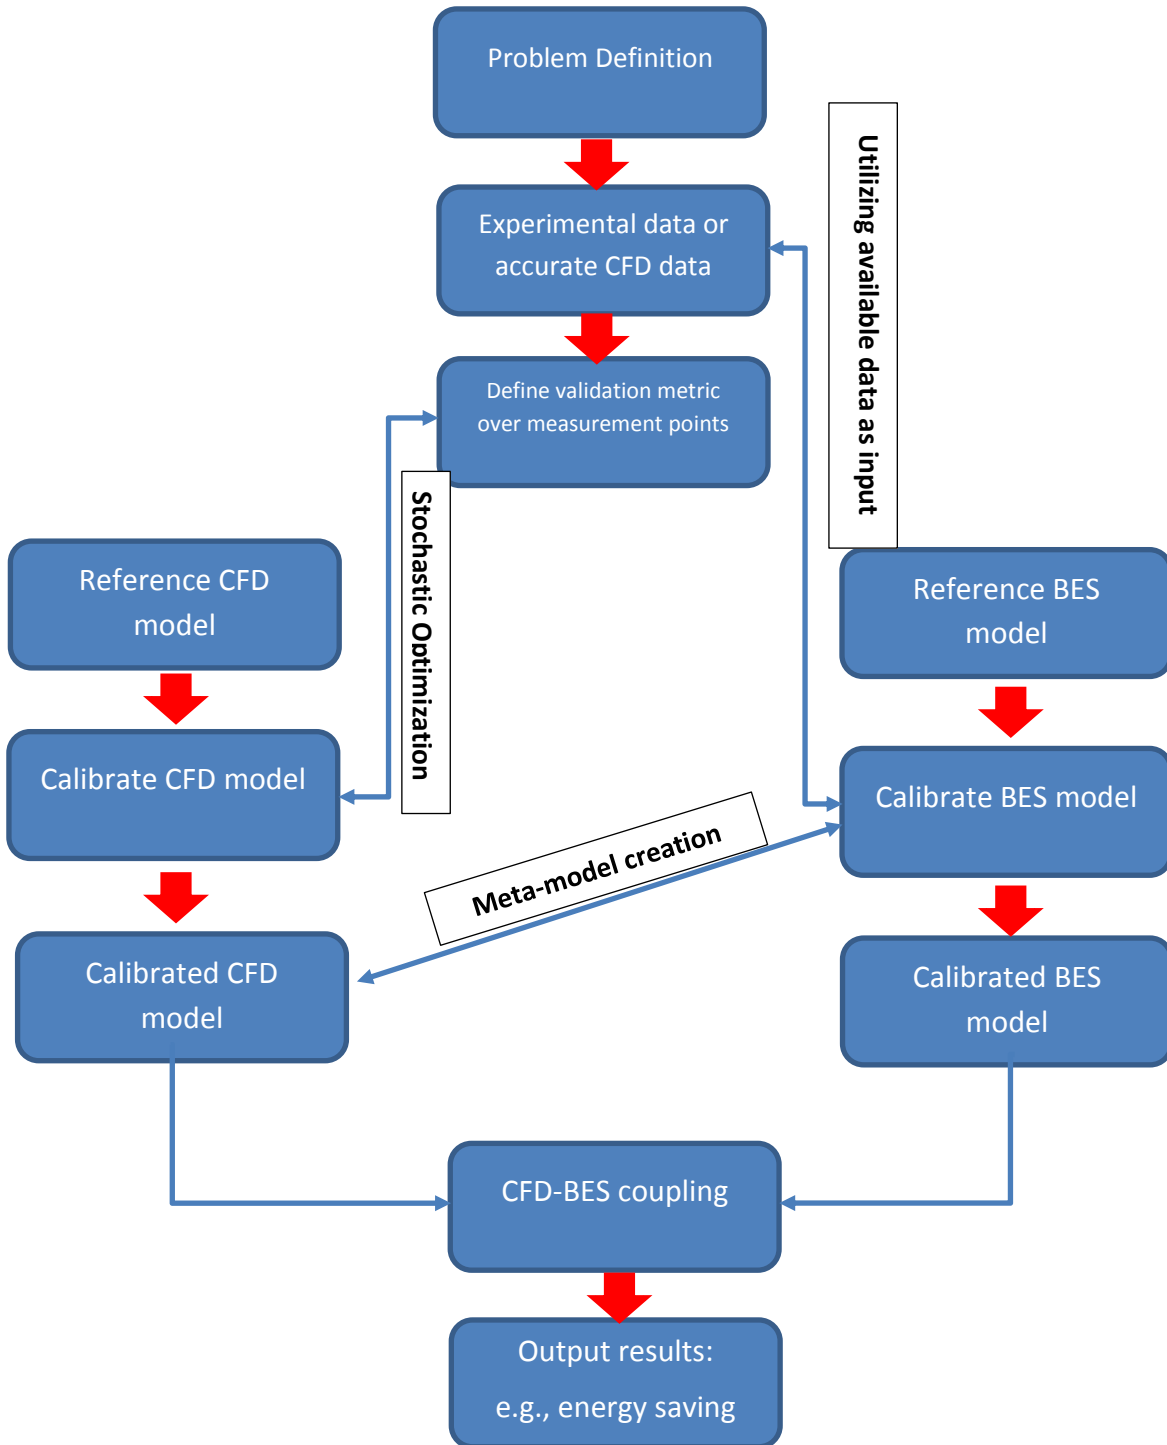 Problem Definition
Utilizing available data as input
Experimental data or
accurate CFD data
Define validation metric
over measurement points
Stochastic Optimization
Reference CFD
model
Reference BES
model
Calibrate CFD model
Calibrate BES model
Meta-model creation
Calibrated CFD
model
Calibrated BES
model
CFD-BES coupling
Output results:
e.g., energy saving